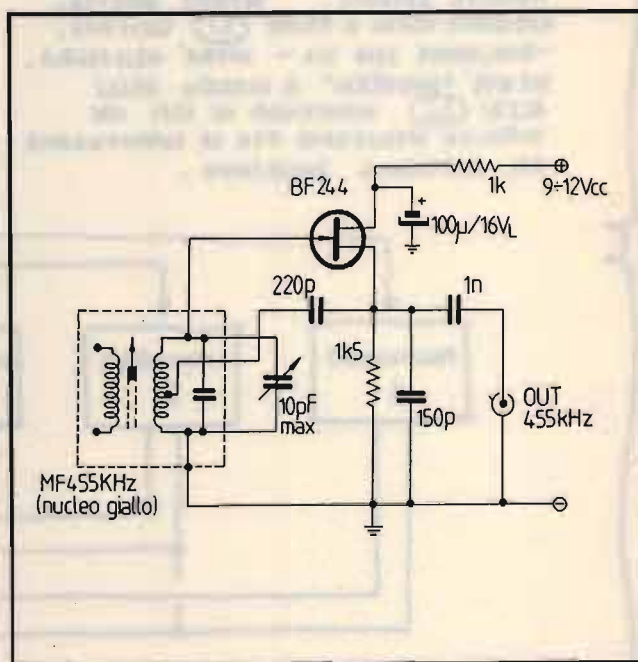 BF244
1k
9÷12Vcc
100µ/16VL
220p
1n
1k5
10pF
max
150p
OUT
455kHz
MF455KHz
(nucleo giallo)